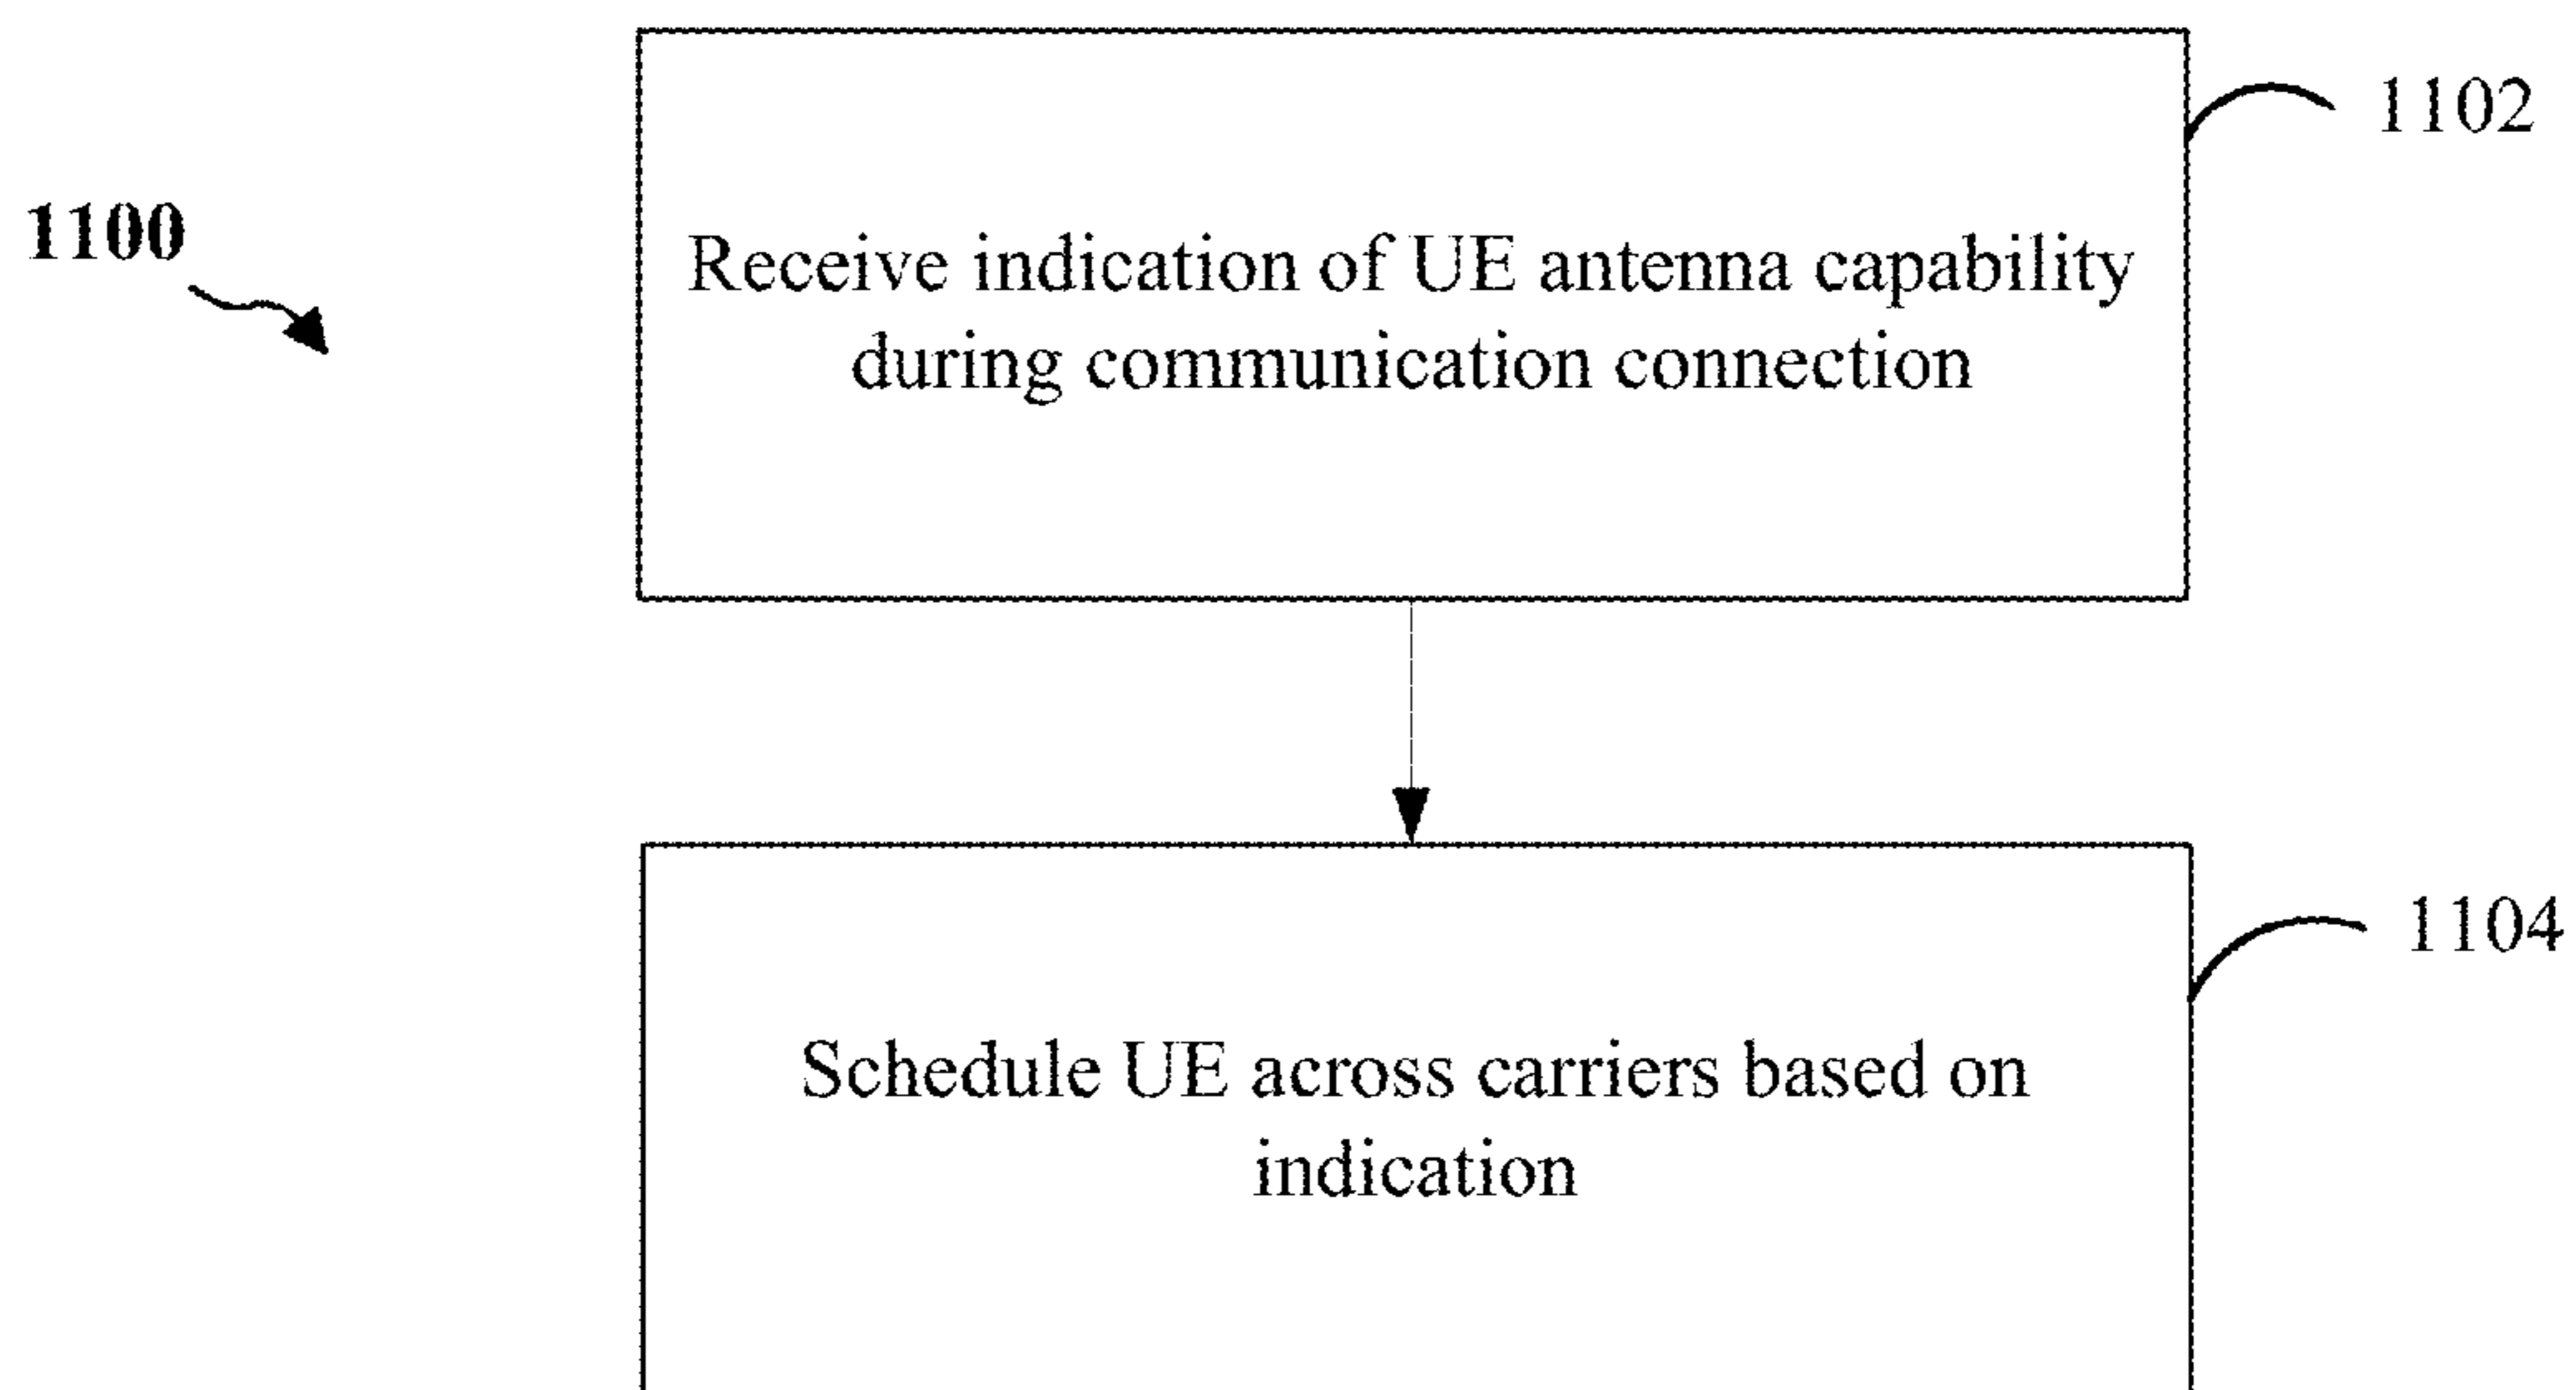 1102
1100
Receive indication of UE antenna capability
during communication connection
1104
Schedule UE across carriers based on
indication